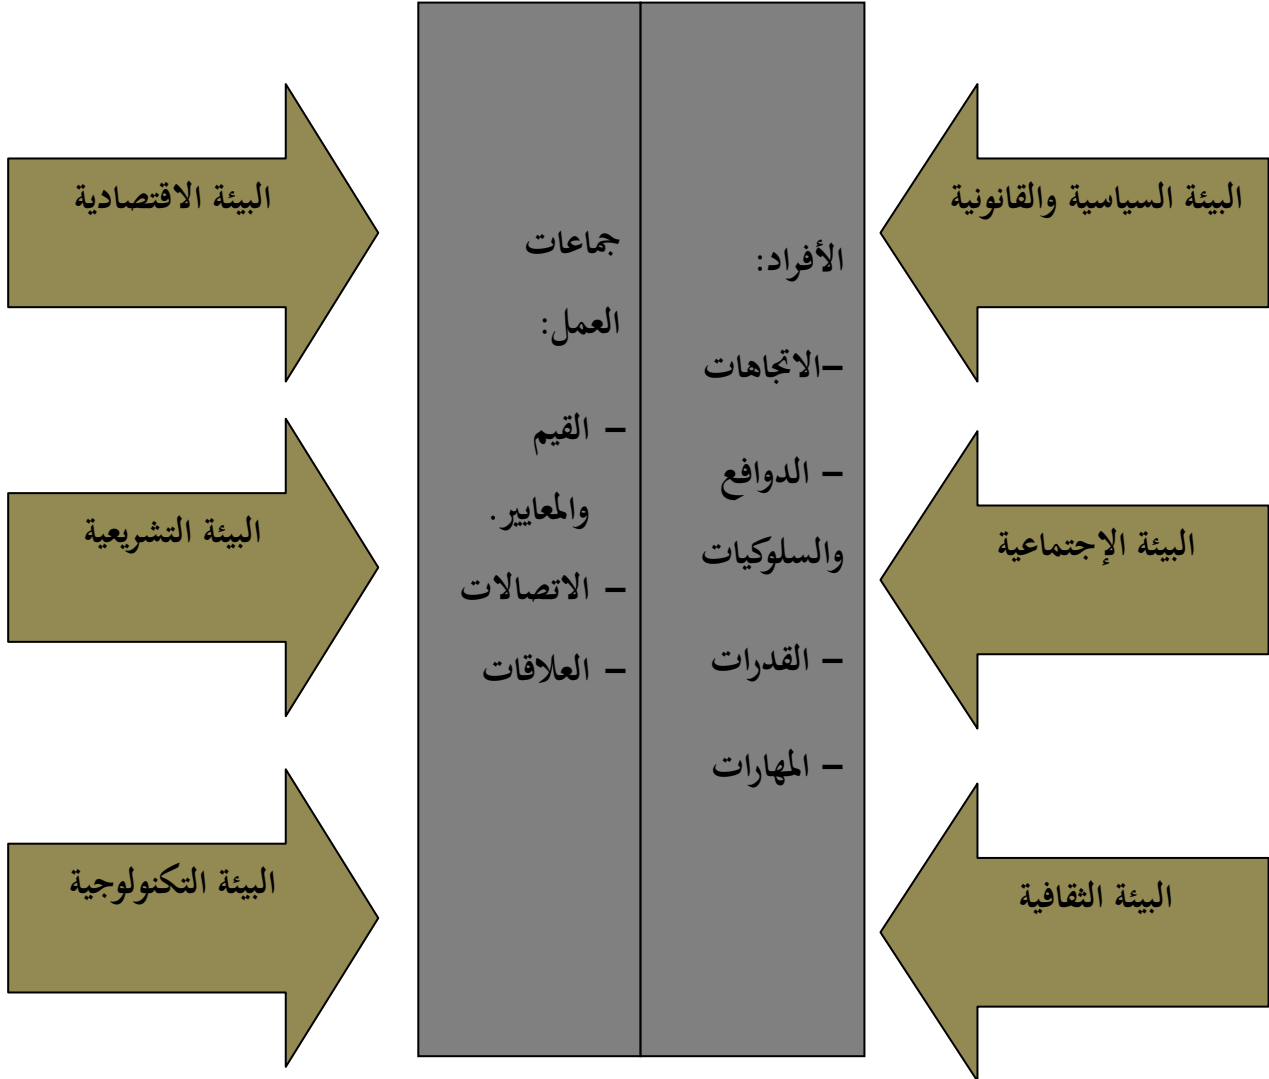 البيئة السياسية والقانونية
البيئة الإجتماعية
البيئة الثقافية
الأفراد:
–الاتجاهات
– الدوافع
والسلوكيات
– القدرات
– المهارات
جماعات
العمل:
– القيم
والمعايير.
– الاتصالات
– العلاقات
البيئة الاقتصادية
البيئة التشريعية
البيئة التكنولوجية